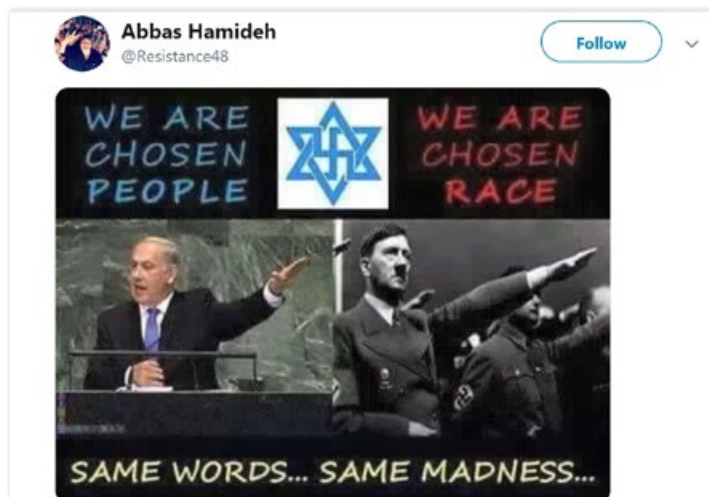 Abbas Hamideh
@Resistance48
Follow
WE ARE
CHOSEN
PEOPLE
WE ARE
CHOSEN
RACE
SAME WORDS... SAME MADNESS...